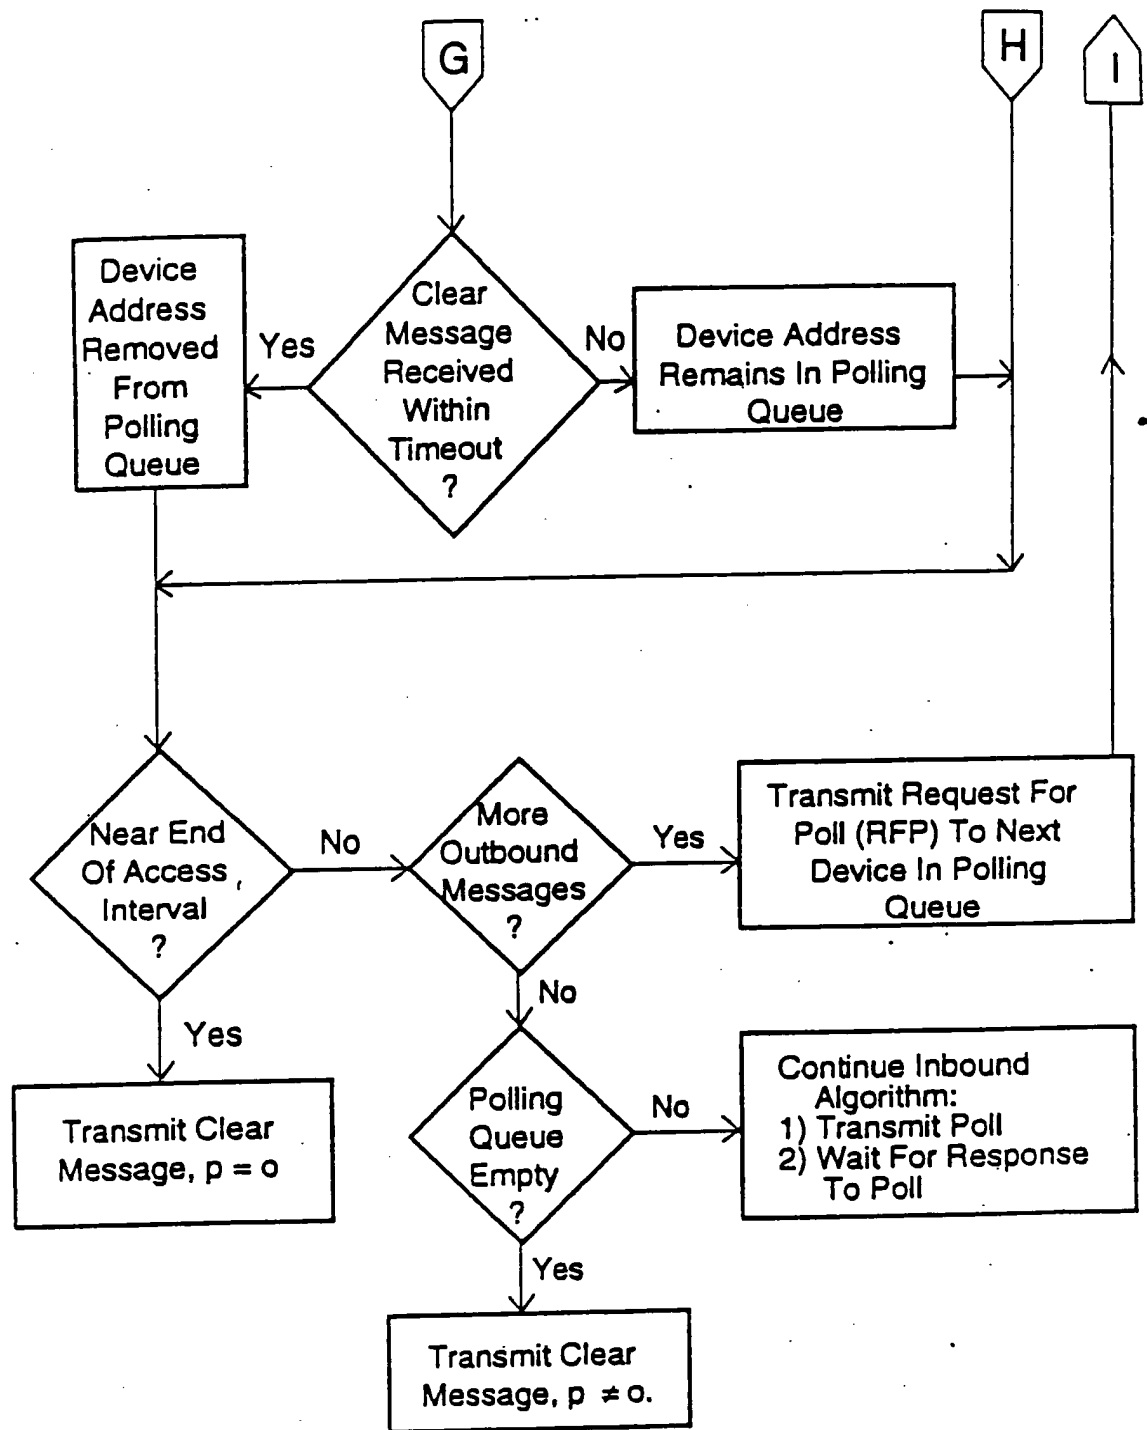 G
H
I
Device
Address
Removed
From
Polling
Queue
Yes
Clear
Message
Received
Within
Timeout
?
No
Device Address
Remains In Polling
Queue
Near End
Of Access
Interval
?
No
More
Outbound
Messages
?
Yes
Transmit Request For
Poll (RFP) To Next
Device In Polling
Queue
Yes
No
Transmit Clear
Message, p = o
Polling
Queue
Empty
?
No
Continue Inbound
Algorithm:
1) Transmit Poll
2) Wait For Response
To Poll
Yes
Transmit Clear
Message, p ≠ o.